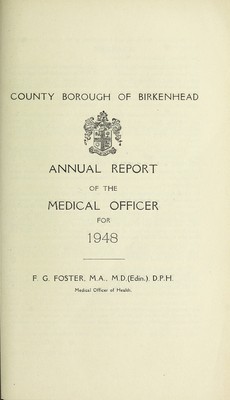 COUNTY BOROUGH OF BIRKENHEAD
ANNUAL REPORT
OF THE
MEDICAL OFFICER
FOR
1948
F. G. FOSTER, M.A., M.D.(Edin.), D.P.H.
Medical Officer of Health.